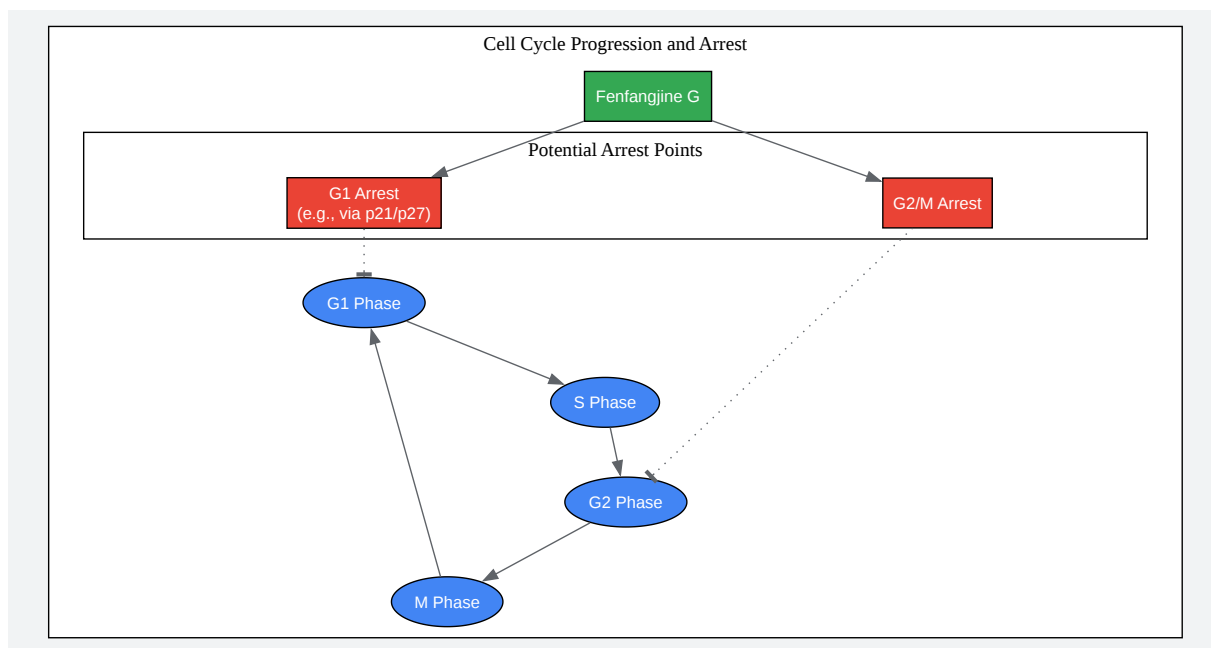 Cell Cycle Progression and Arrest
Fenfangjine G
Potential Arrest Points
G1 Arrest
(e.g., via p21/p27)
G2/M Arrest
G1 Phase
S Phase
G2 Phase
M Phase